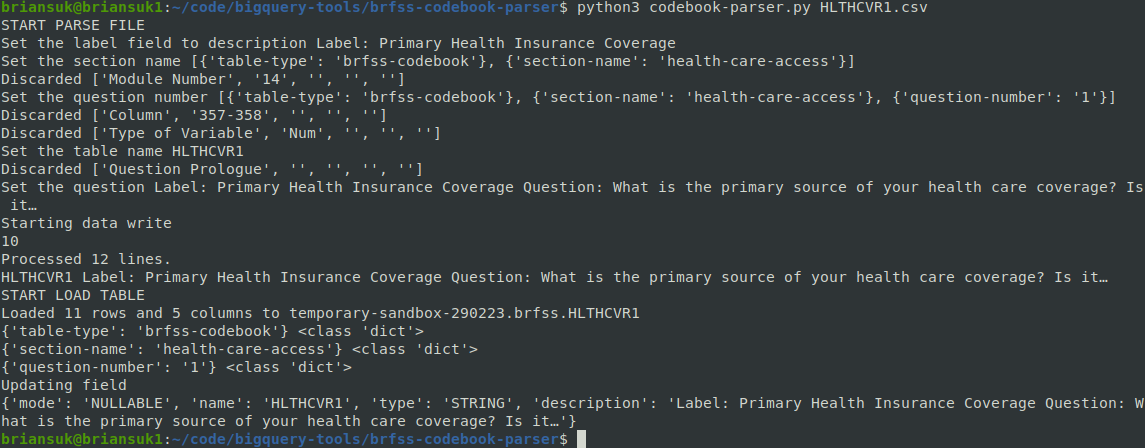 briansuk@briansuk1:~/code/bigquery-tools/brfss-codebook-parser$ python3 codebook-parser.py HLTHCVR1.csv
START PARSE FILE
Set the label field to description Label: Primary Health Insurance Coverage
Set the section name [{'table-type': 'brfss-codebook'}, {'section-name': 'health-care-access'}]
Discarded ['Module Number', '14', '', '', '']
Set the question number [{'table-type': 'brfss-codebook'}, {'section-name': 'health-care-access'}, {'question-number': '1'}]
Discarded ['Column', '357-358', '', '', '']
Discarded ['Type of Variable', 'Num', '', '', '']
Set the table name HLTHCVR1
Discarded ['Question Prologue', '', '', '', '']
Set the question Label: Primary Health Insurance Coverage Question: What is the primary source of your health care coverage? Is
 it…
Starting data write
10
Processed 12 lines.
HLTHCVR1 Label: Primary Health Insurance Coverage Question: What is the primary source of your health care coverage? Is it…
START LOAD TABLE
Loaded 11 rows and 5 columns to temporary-sandbox-290223.brfss.HLTHCVR1
{'table-type': 'brfss-codebook'} <class 'dict'>
{'section-name': 'health-care-access'} <class 'dict'>
{'question-number': '1'} <class 'dict'>
Updating field
{'mode': 'NULLABLE', 'name': 'HLTHCVR1', 'type': 'STRING', 'description': 'Label: Primary Health Insurance Coverage Question: W
hat is the primary source of your health care coverage? Is it…'}
briansuk@briansuk1:~/code/bigquery-tools/brfss-codebook-parser$